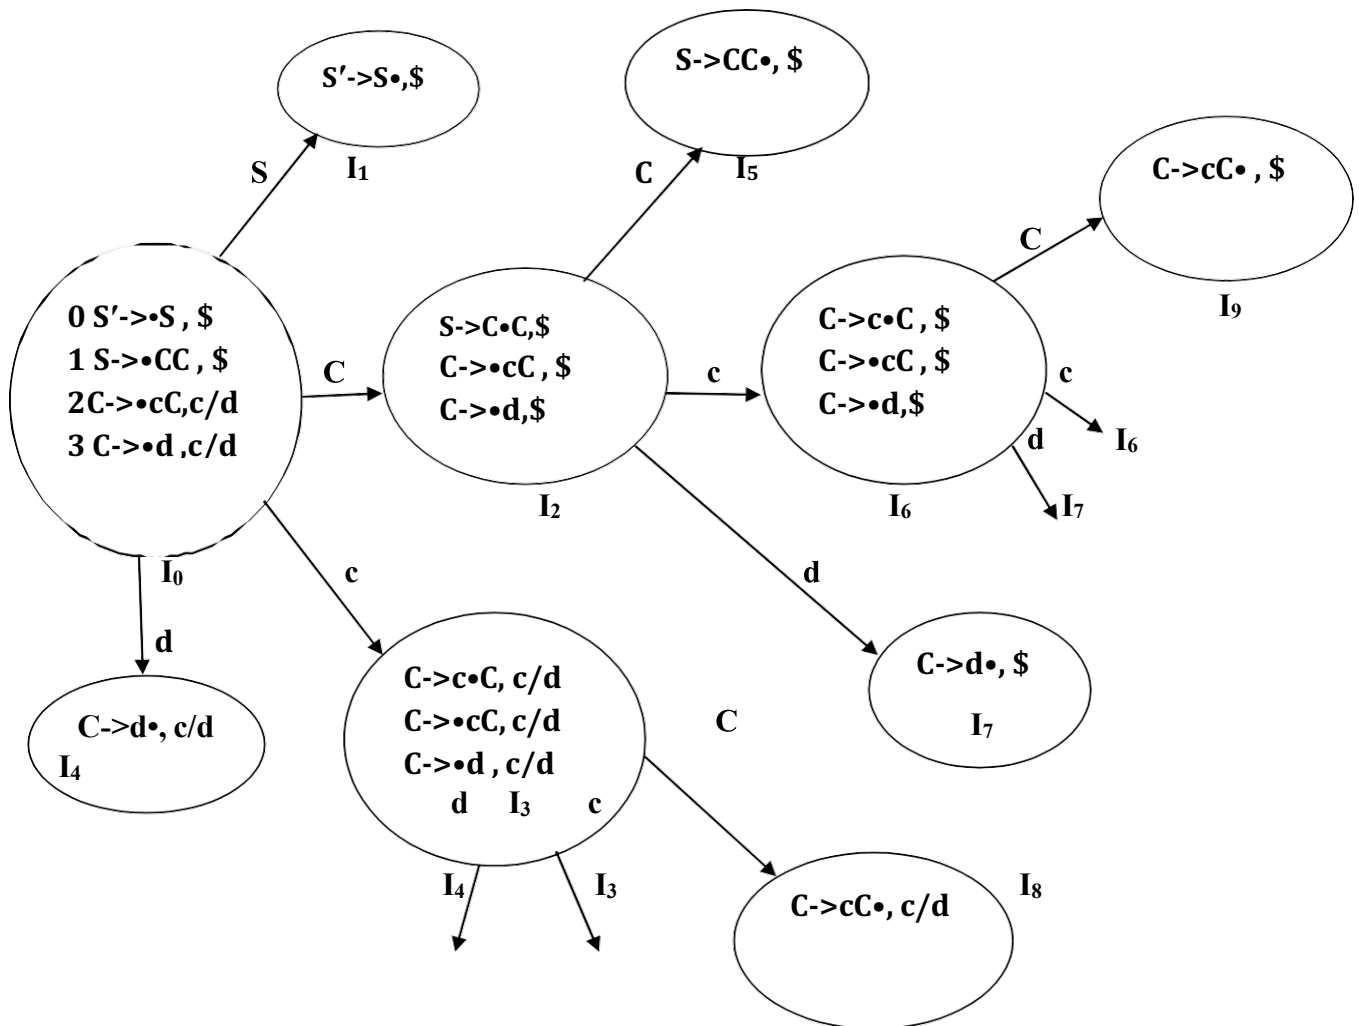 S′->S•,$
I1
S
S->CC•, $
I5
C
C->cC• , $
I9
C
0 S′->•S , $
1 S->•CC , $
2C->•cC,c/d
3 C->•d ,c/d
I0
C
S->C•C,$
C->•cC , $
C->•d,$
I2
c
C->c•C , $
C->•cC , $
C->•d,$
I6
c
I6
d
I7
d
C->d•, $
I7
c
d
C->d•, c/d
I4
C->c•C, c/d
C->•cC, c/d
C->•d , c/d
d I3 c
I4 I3
C
C->cC•, c/d
I8